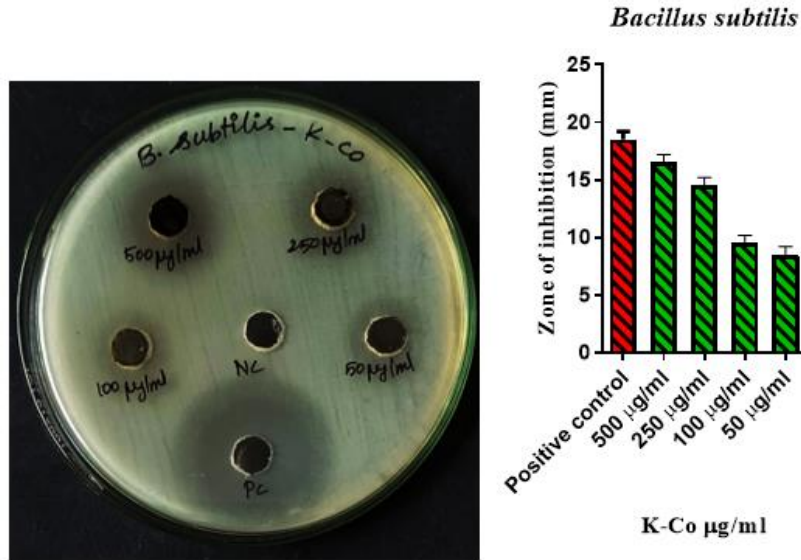 B. subtilis - K-Co
500 µg/ml
250 µg/ml
100 µg/ml
NC
50 µg/ml
PC
Bacillus subtilis
Zone of inhibition (mm)
25
20
15
10
5
0
Positive control
500 µg/ml
250 µg/ml
100 µg/ml
50 µg/ml
K-Co µg/ml